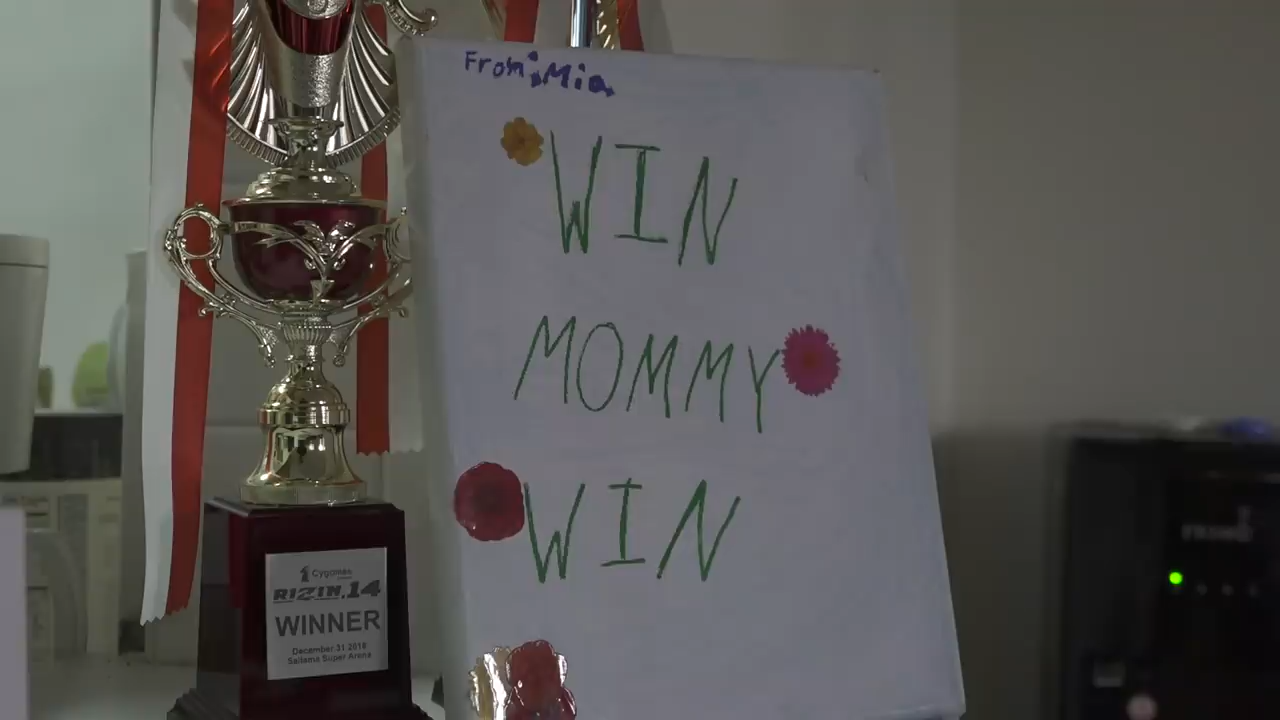 From: Mia
WIN
MOMMY
WIN
Cygames
RIZIN.14
WINNER
December 31 2018
Saitama Super Arena